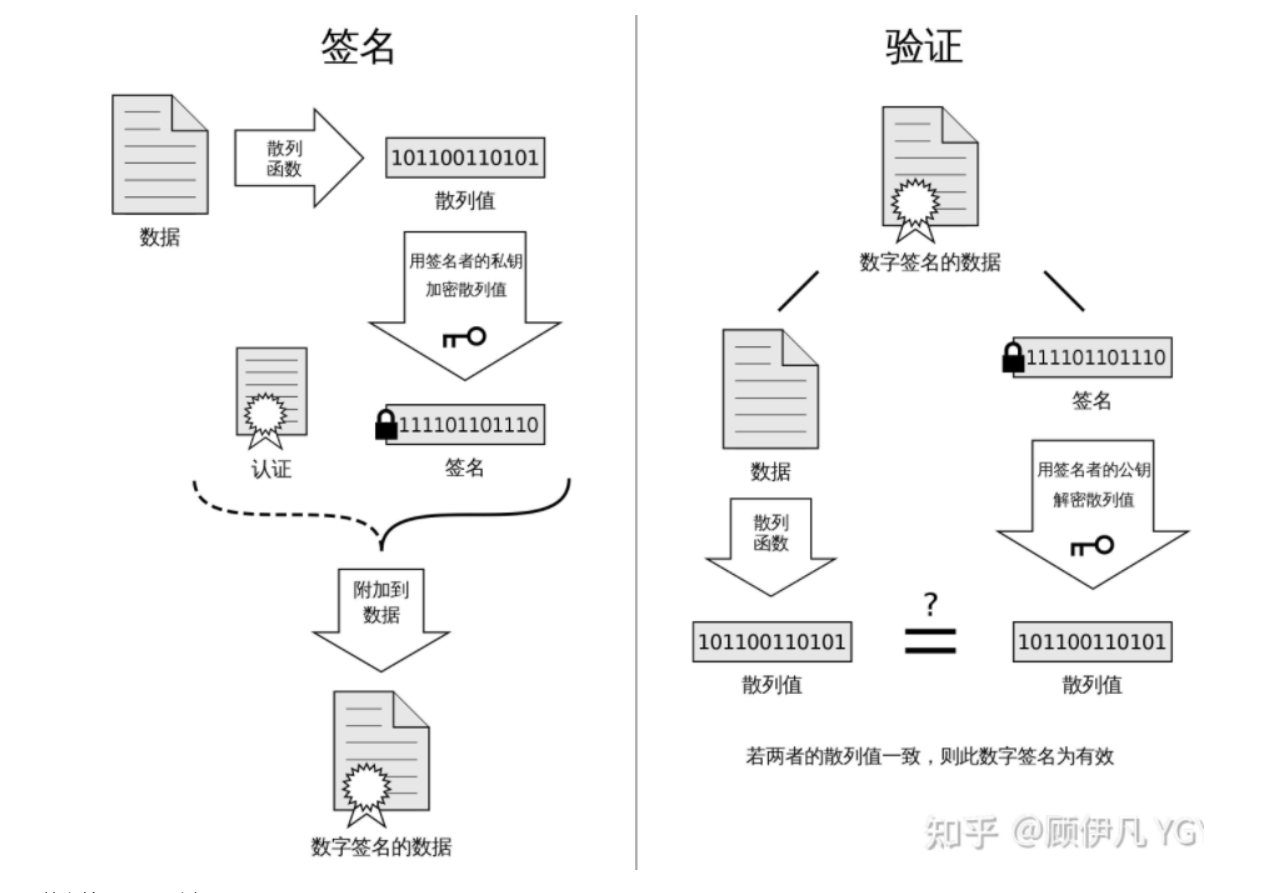 签名
散列
函数
101100110101
散列值
数据
用签名者的私钥
加密散列值
111101101110
签名
认证
附加到
数据
数字签名的数据
验证
数字签名的数据
数据
111101101110
签名
散列
函数
用签名者的公钥
解密散列值
101100110101
散列值
?
101100110101
散列值
若两者的散列值一致，则此数字签名为有效
知乎 @顾伊凡 YG